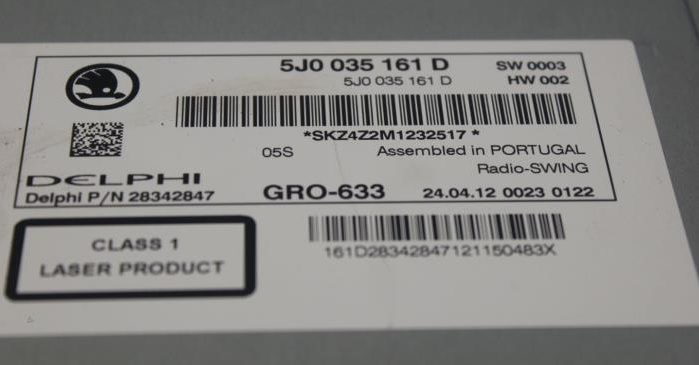 5J0 035 161 D SW 0003
5J0 035 161 D HW 002
*SKZ4Z2M1232517*
05S Assembled in PORTUGAL
Radio-SWING
DELPHI
Delphi P/N 28342847 GRO-633 24.04.12 0023 0122
CLASS 1
LASER PRODUCT
161D28342847121150483X